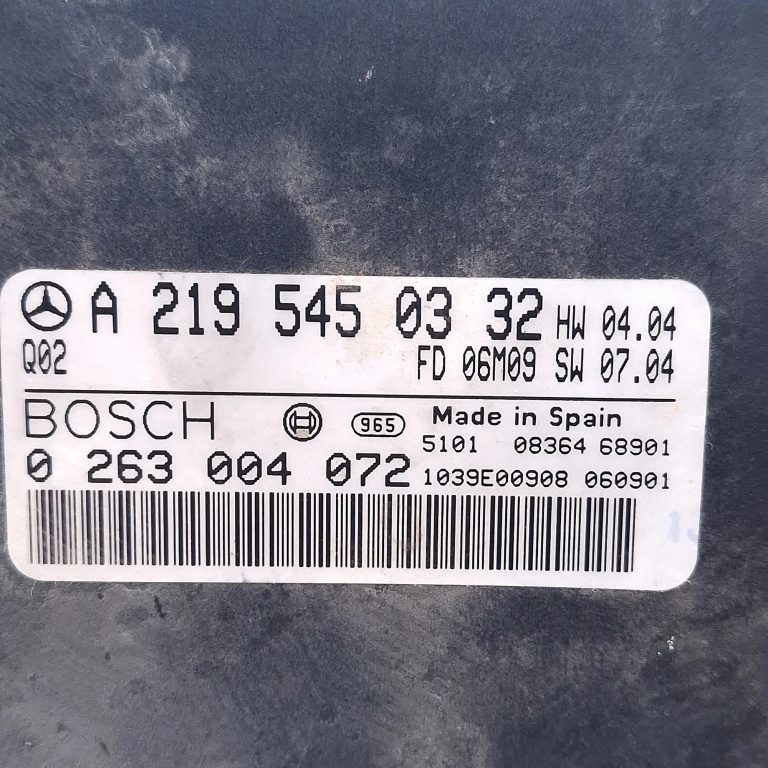 A 219 545 03 32 HW 04.04
Q02 FD 06M09 SW 07.04
BOSCH 965 Made in Spain
5101 08364 68901
0 263 004 072 1039E00908 060901